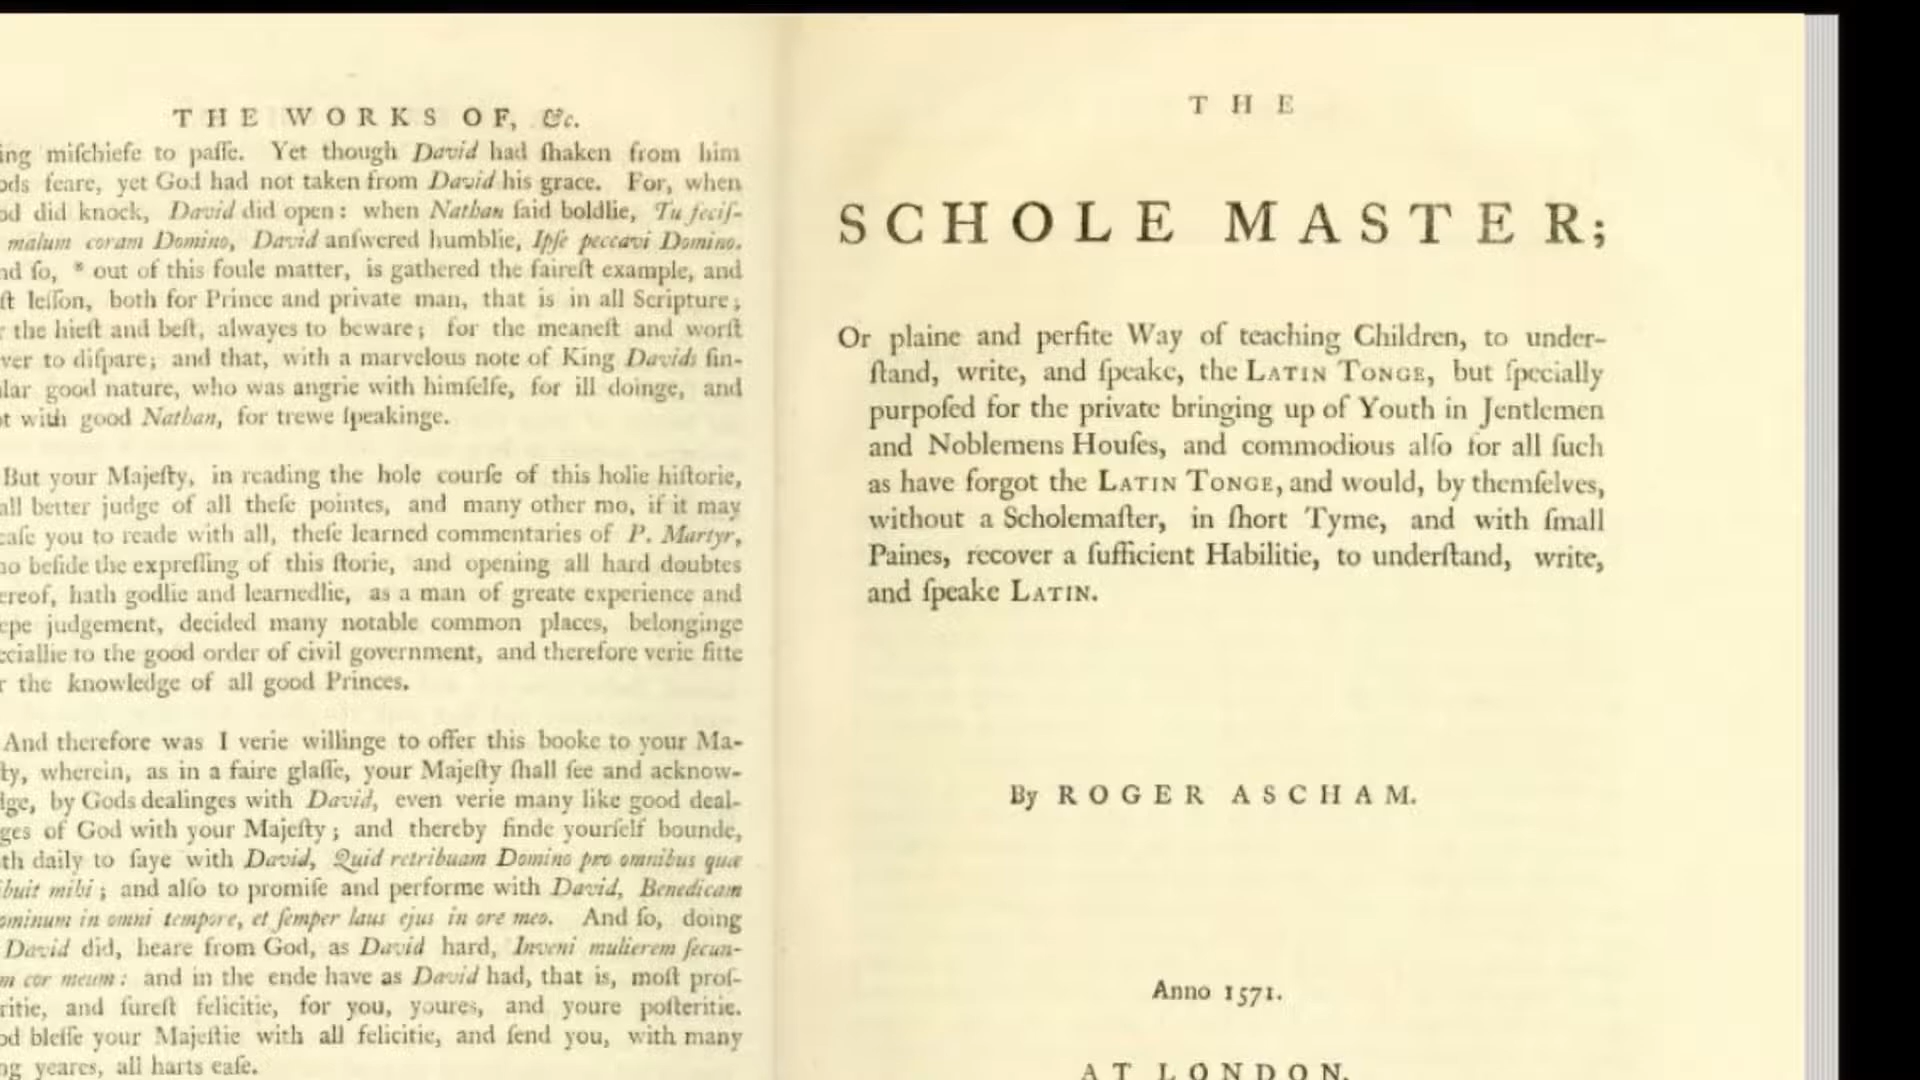 THE WORKS OF, &c.
ing miſchiefe to paſſe. Yet though David had ſhaken from him
ods feare, yet God had not taken from David his grace. For, when
od did knock, David did open: when Nathan ſaid boldlie, Tu feciſ-
malum coram Domino, David anſwered humblie, Ipſe peccavi Domino.
nd ſo, * out of this foule matter, is gathered the faireſt example, and
ſt leſſon, both for Prince and private man, that is in all Scripture;
r the hieſt and beſt, alwayes to beware; for the meaneſt and worſt
ver to diſpare; and that, with a marvelous note of King Davids ſin-
lar good nature, who was angrie with himſelfe, for ill doinge, and
ot with good Nathan, for trewe ſpeakinge.
But your Majeſty, in reading the hole courſe of this holie hiſtorie,
all better judge of all theſe pointes, and many other mo, if it may
eaſe you to reade with all, theſe learned commentaries of P. Martyr,
ho beſide the expreſſing of this ſtorie, and opening all hard doubtes
ereof, hath godlie and learnedlie, as a man of greate experience and
epe judgement, decided many notable common places, belonginge
eciallie to the good order of civil government, and therefore verie fitte
r the knowledge of all good Princes.
And therefore was I verie willinge to offer this booke to your Ma-
ty, wherein, as in a faire glaſſe, your Majeſty ſhall ſee and acknow-
dge, by Gods dealinges with David, even verie many like good deal-
ges of God with your Majeſty; and thereby finde yourſelf bounde,
th daily to ſaye with David, Quid retribuam Domino pro omnibus quæ
ibuit mihi; and alſo to promiſe and performe with David, Benedicam
ominum in omni tempore, et ſemper laus ejus in ore meo. And ſo, doing
David did, heare from God, as David hard, Inveni mulierem ſecun-
m cor meum: and in the ende have as David had, that is, moſt proſ-
ritie, and ſureſt felicitie, for you, youres, and youre poſteritie.
od bleſſe your Majeſtie with all felicitie, and ſend you, with many
ng yeares, all harts eaſe.
THE
SCHOLE MASTER;
Or plaine and perfite Way of teaching Children, to under-
ſtand, write, and ſpeake, the LATIN TONGE, but ſpecially
purpoſed for the private bringing up of Youth in Jentlemen
and Noblemens Houſes, and commodious alſo for all ſuch
as have forgot the LATIN TONGE, and would, by themſelves,
without a Scholemaſter, in ſhort Tyme, and with ſmall
Paines, recover a ſufficient Habilitie, to underſtand, write,
and ſpeake LATIN.
By ROGER ASCHAM.
Anno 1571.
AT LONDON.